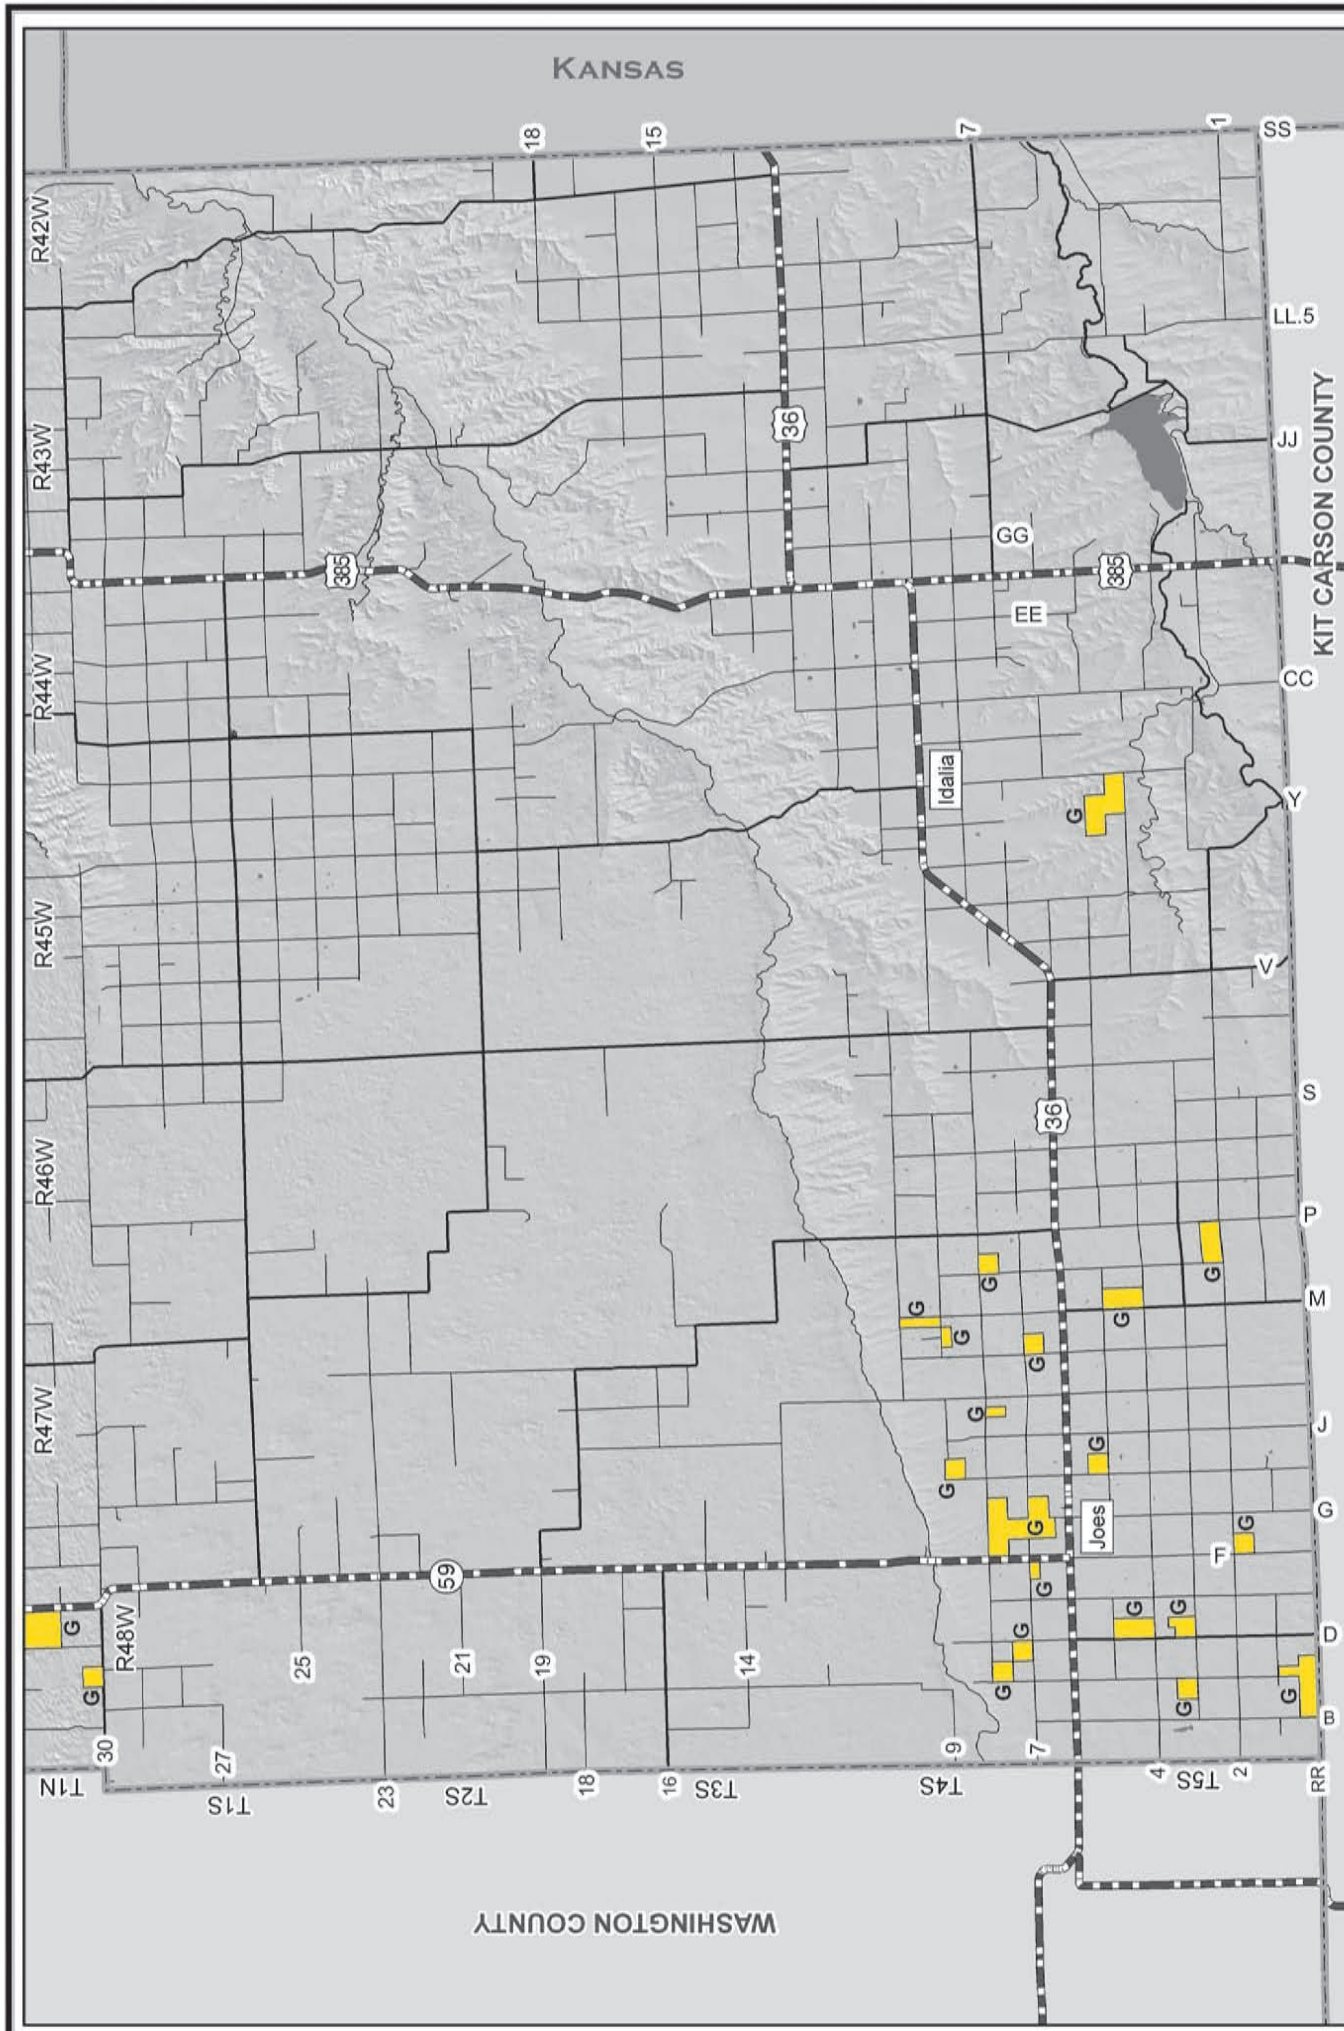 KANSAS
R42W
R43W
R44W
R45W
R46W
R47W
R48W
18
15
7
1
SS
LL.5
JJ
KIT CARSON COUNTY
36
385
GG
385
EE
CC
Idalia
G
Y
V
S
36
P
G
G
M
G
G
G
G
G
J
G
G
G
G
Joes
G
G
F
G
59
G
G
G
G
G
D
G
G
G
B
25
21
19
14
9
7
4
2
RR
30
27
23
18
16
T1N
T1S
T2S
T3S
T4S
T5S
WASHINGTON COUNTY